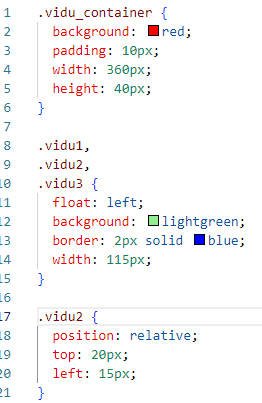 1 .vidu_container {
2 background: red;
3 padding: 10px;
4 width: 360px;
5 height: 40px;
6 }
7
8 .vidu1,
9 .vidu2,
10 .vidu3 {
11 float: left;
12 background: lightgreen;
13 border: 2px solid blue;
14 width: 115px;
15 }
16
17 .vidu2 {
18 position: relative;
19 top: 20px;
20 left: 15px;
21 }